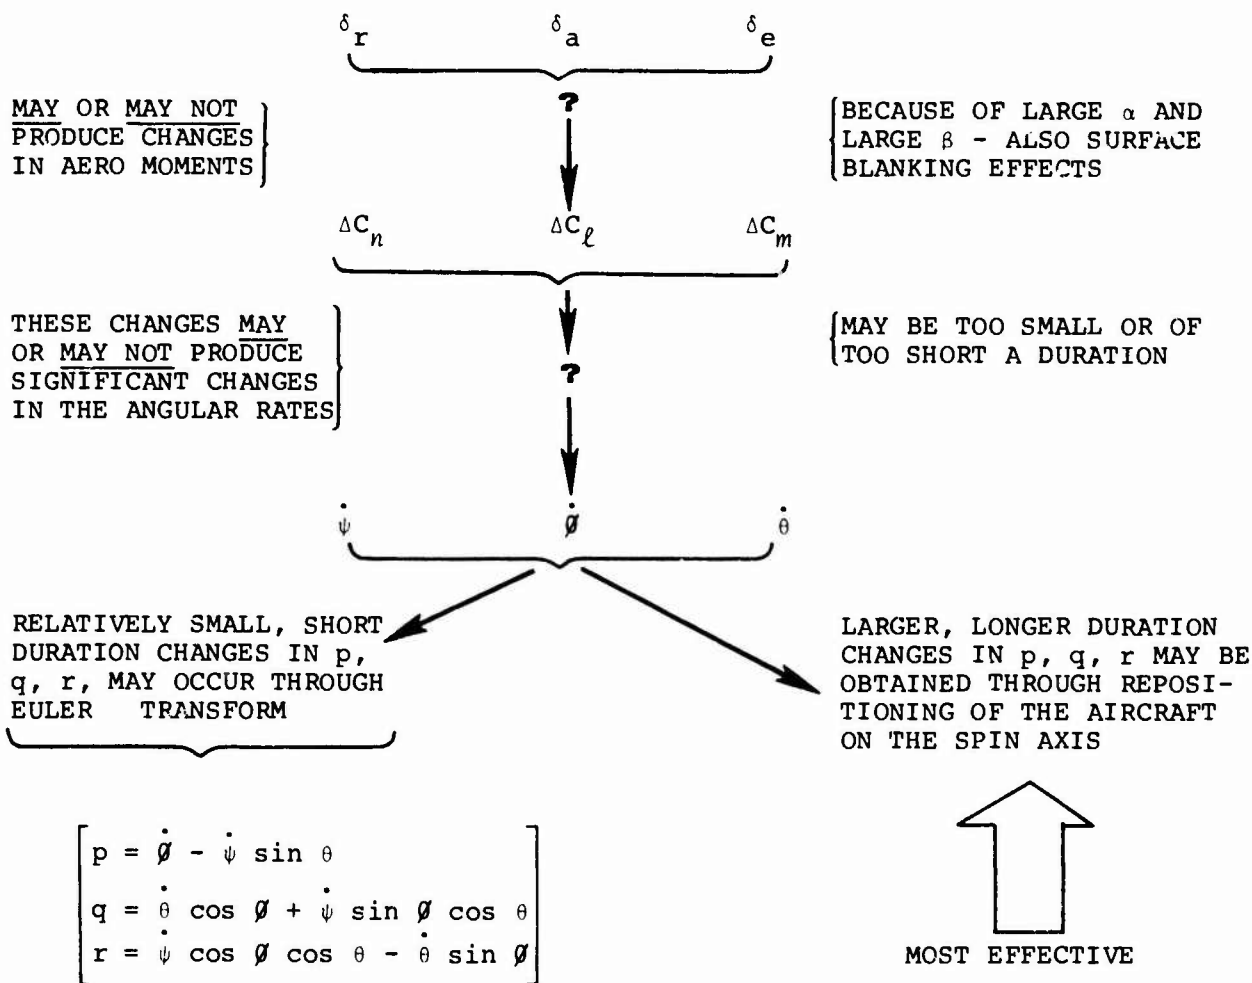 δr δa δe
MAY OR MAY NOT
PRODUCE CHANGES
IN AERO MOMENTS
?
BECAUSE OF LARGE α AND
LARGE β - ALSO SURFACE
BLANKING EFFECTS
ΔCn ΔCℓ ΔCm
THESE CHANGES MAY
OR MAY NOT PRODUCE
SIGNIFICANT CHANGES
IN THE ANGULAR RATES
?
MAY BE TOO SMALL OR OF
TOO SHORT A DURATION
ψ̇ ø̇ θ̇
RELATIVELY SMALL, SHORT
DURATION CHANGES IN p,
q, r, MAY OCCUR THROUGH
EULER TRANSFORM
LARGER, LONGER DURATION
CHANGES IN p, q, r MAY BE
OBTAINED THROUGH REPOSI-
TIONING OF THE AIRCRAFT
ON THE SPIN AXIS
p = ø̇ - ψ̇ sin θ
q = θ̇ cos ø + ψ̇ sin ø cos θ
r = ψ̇ cos ø cos θ - θ̇ sin ø
MOST EFFECTIVE